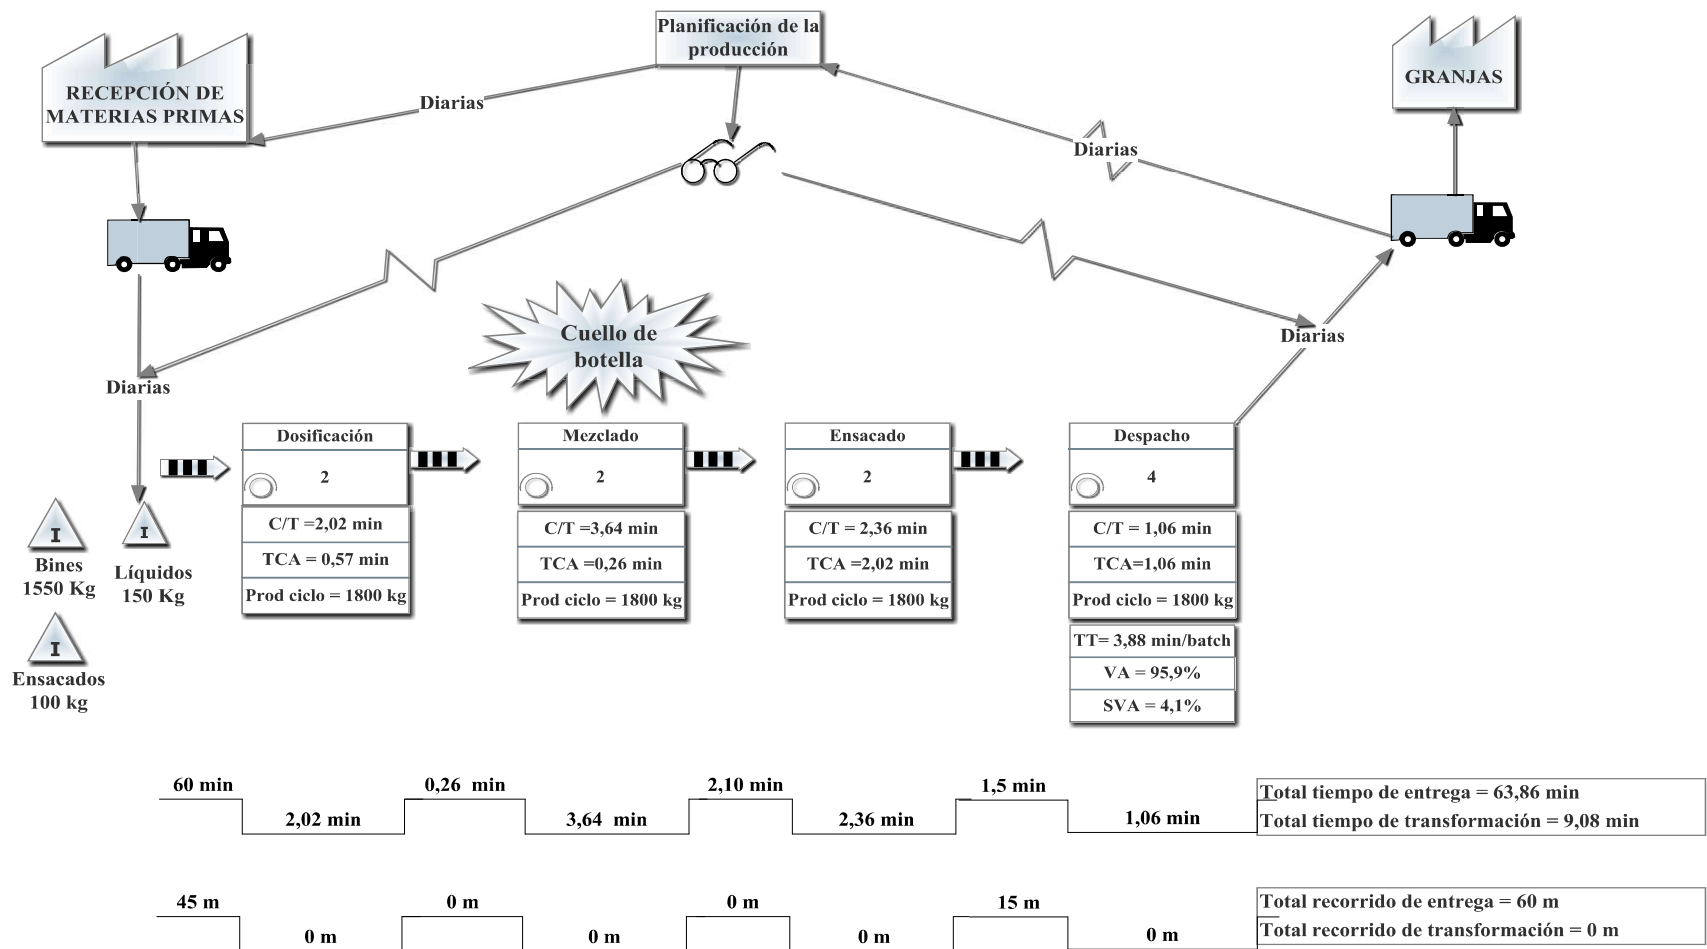 Planificación de la
producción
RECEPCIÓN DE
MATERIAS PRIMAS
GRANJAS
Diarias
Diarias
Cuello de
botella
Diarias
Diarias
Dosificación
2
C/T =2,02 min
TCA = 0,57 min
Prod ciclo = 1800 kg
Mezclado
2
C/T =3,64 min
TCA =0,26 min
Prod ciclo = 1800 kg
Ensacado
2
C/T = 2,36 min
TCA =2,02 min
Prod ciclo = 1800 kg
Despacho
4
C/T = 1,06 min
TCA=1,06 min
Prod ciclo = 1800 kg
TT= 3,88 min/batch
VA = 95,9%
SVA = 4,1%
I
Bines
1550 Kg
I
Líquidos
150 Kg
I
Ensacados
100 kg
60 min
2,02 min
0,26 min
3,64 min
2,10 min
2,36 min
1,5 min
1,06 min
Total tiempo de entrega = 63,86 min
Total tiempo de transformación = 9,08 min
45 m
0 m
0 m
0 m
0 m
0 m
15 m
0 m
Total recorrido de entrega = 60 m
Total recorrido de transformación = 0 m